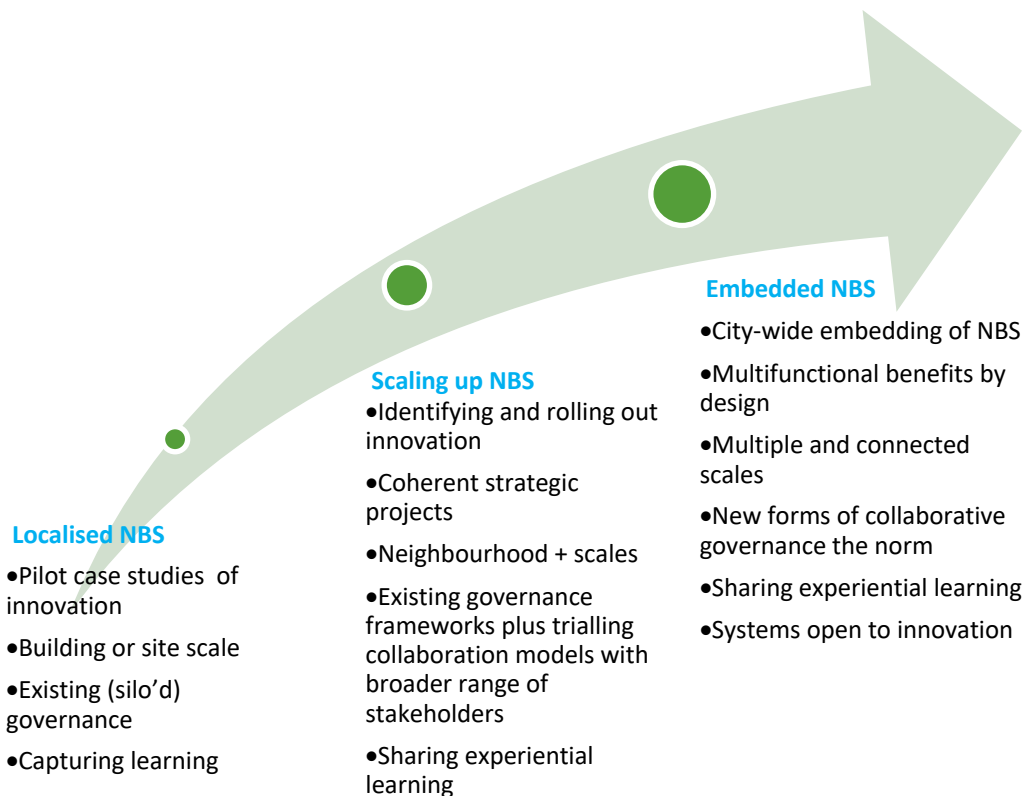 Localised NBS
•Pilot case studies  of
innovation
•Building or site scale
•Existing (silo’d)
governance
•Capturing learning
Scaling up NBS
•Identifying and rolling out
innovation
•Coherent strategic
projects
•Neighbourhood + scales
•Existing governance
frameworks plus trialling
collaboration models with
broader range of
stakeholders
•Sharing experiential
learning
Embedded NBS
•City-wide embedding of NBS
•Multifunctional benefits by
design
•Multiple and connected
scales
•New forms of collaborative
governance the norm
•Sharing experiential learning
•Systems open to innovation